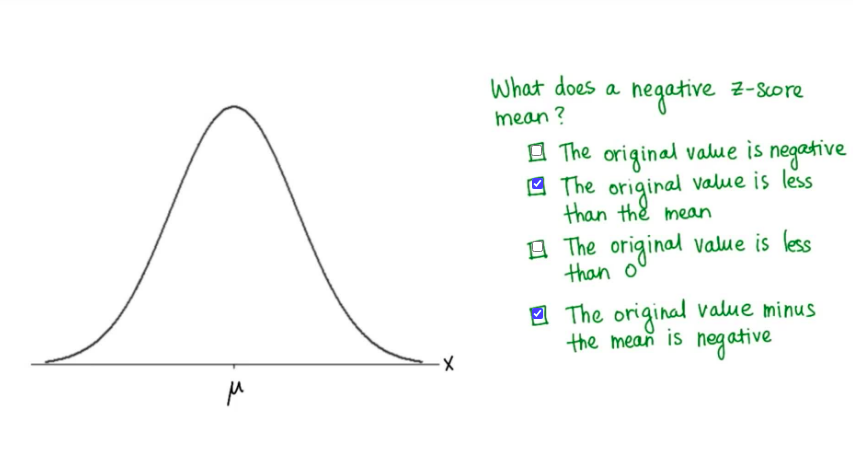 What does a negative z-score
mean?
The original value is negative
The original value is less
than the mean
The original value is less
than 0
The original value minus
the mean is negative
x
μ